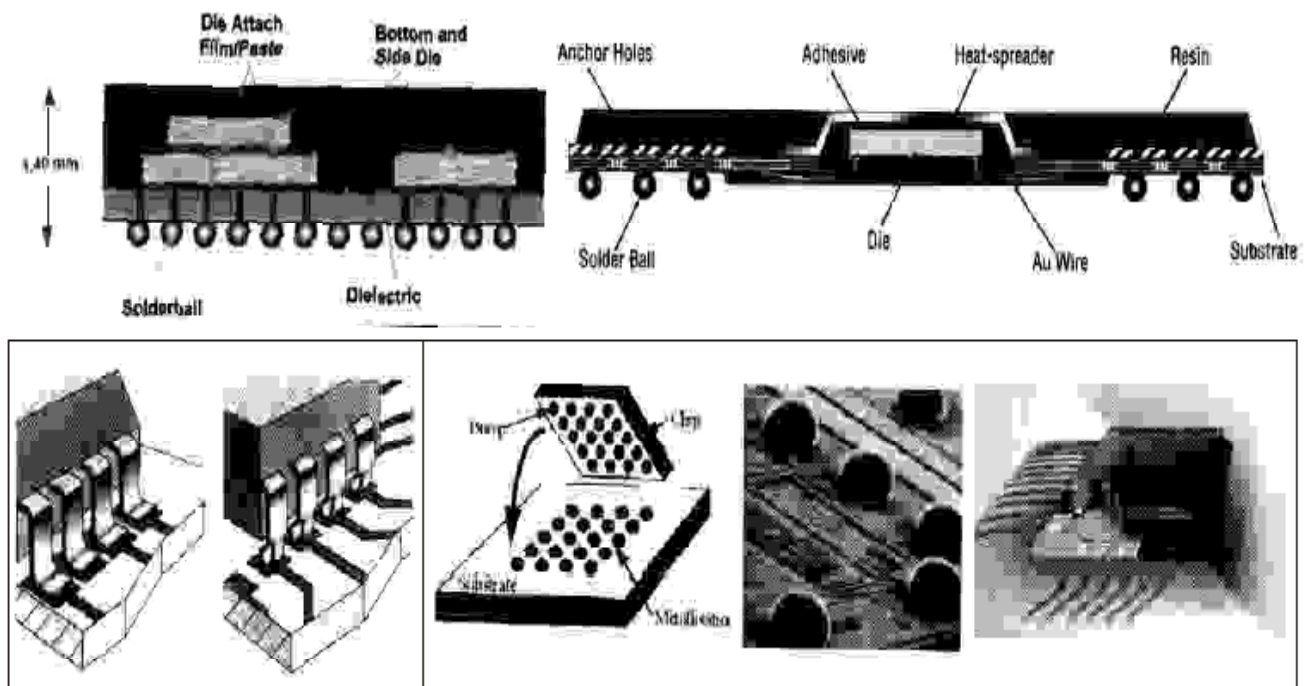 Die Attach
Film/Paste
Bottom and
Side Die
Solderball
Dielectric
Anchor Holes
Adhesive
Heat-spreader
Resin
Solder Ball
Die
Au Wire
Substrate
Chip
Substrate